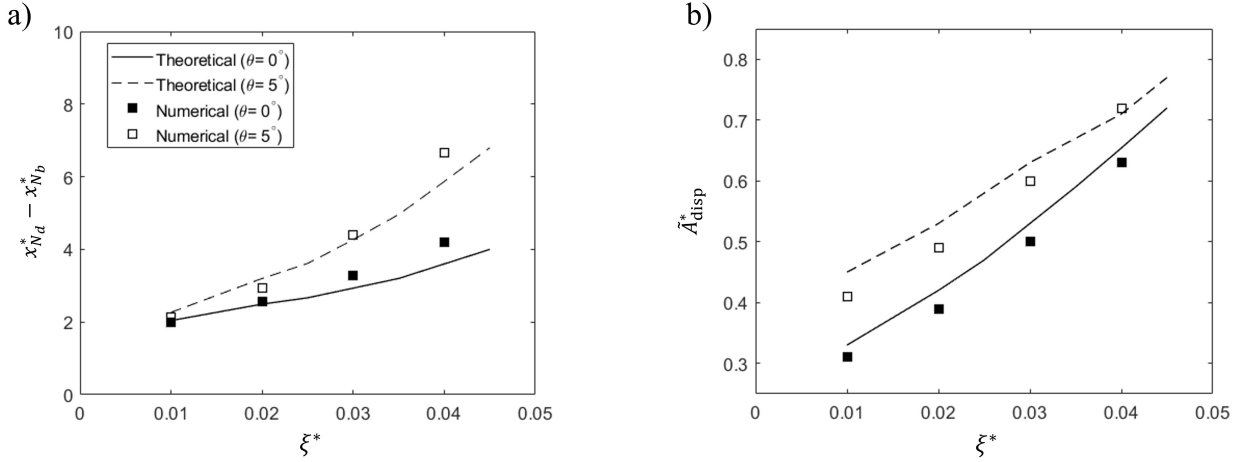 a)
10
8
6
4
2
0
0
0.01
0.02
0.03
0.04
0.05
x*Nd − x*Nb
ξ*
Theoretical (θ= 0°)
Theoretical (θ= 5°)
Numerical (θ= 0°)
Numerical (θ= 5°)
b)
0.8
0.7
0.6
0.5
0.4
0.3
0
0.01
0.02
0.03
0.04
0.05
Ã*disp
ξ*